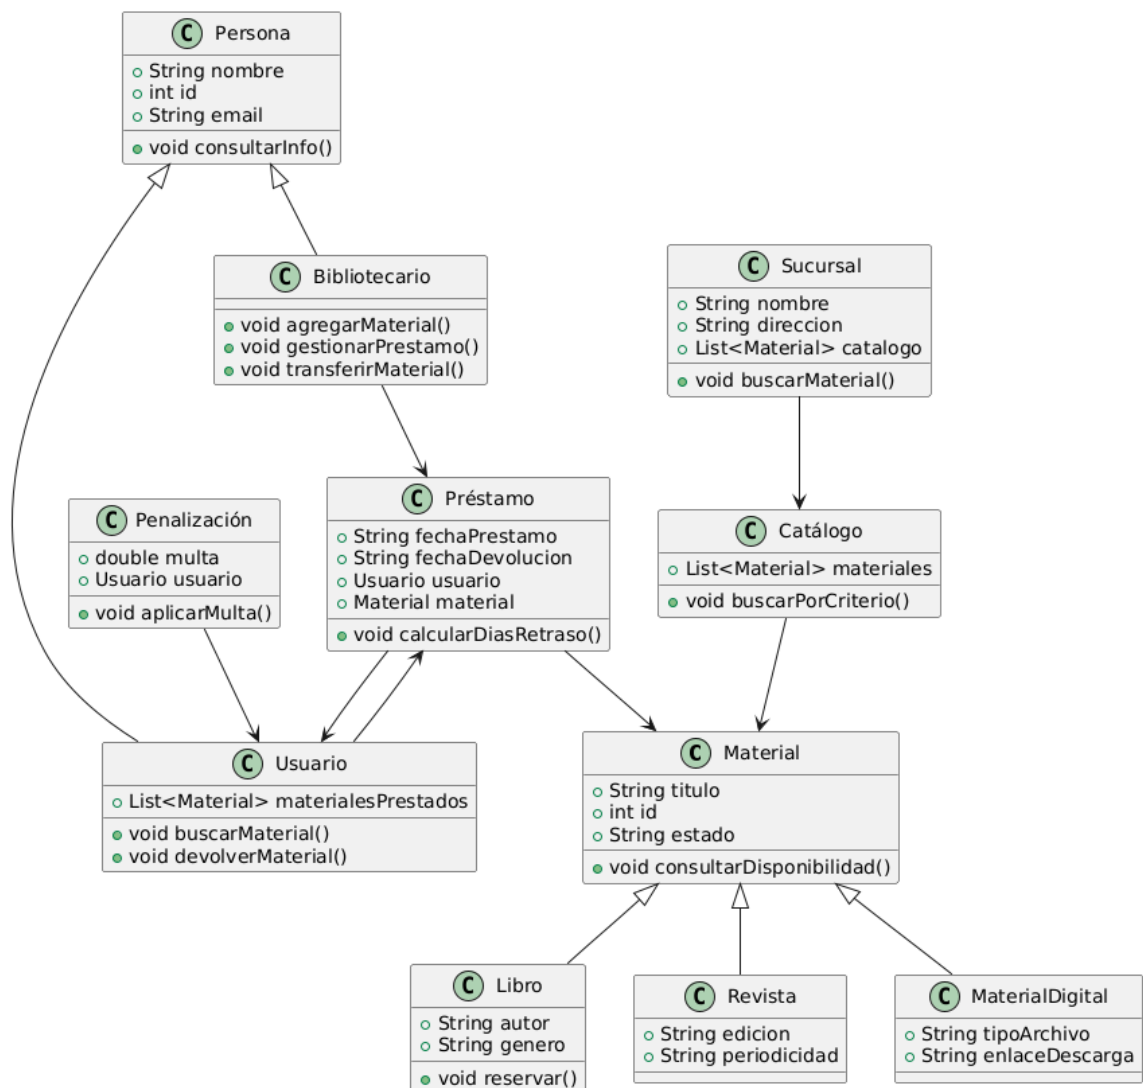 C Persona
String nombre
int id
String email
void consultarInfo()
C Bibliotecario
void agregarMaterial()
void gestionarPrestamo()
void transferirMaterial()
C Sucursal
String nombre
String direccion
List<Material> catalogo
void buscarMaterial()
C Penalización
double multa
Usuario usuario
void aplicarMulta()
C Préstamo
String fechaPrestamo
String fechaDevolucion
Usuario usuario
Material material
void calcularDiasRetraso()
C Catálogo
List<Material> materiales
void buscarPorCriterio()
C Usuario
List<Material> materialesPrestados
void buscarMaterial()
void devolverMaterial()
C Material
String titulo
int id
String estado
void consultarDisponibilidad()
C Libro
String autor
String genero
void reservar()
C Revista
String edicion
String periodicidad
C MaterialDigital
String tipoArchivo
String enlaceDescarga